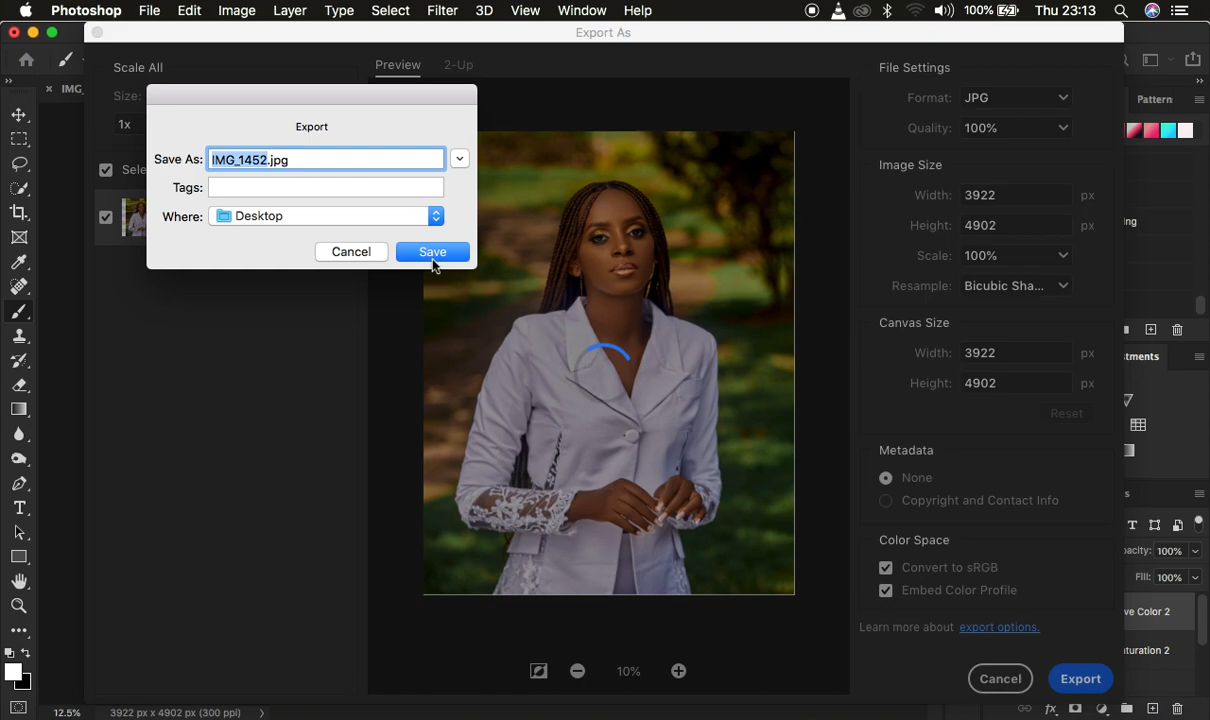 Photoshop File Edit Image Layer Type Select Filter 3D View Window Help 100% Thu 23:13
Export As
IMG_
Scale All
Preview 2-Up
File Settings
Pattern
Size:
1x
Format: JPG
Quality: 100%
Export
Save As: IMG_1452.jpg
Tags:
Where: Desktop
Cancel Save
Image Size
Width: 3922 px
Height: 4902 px
Scale: 100%
Resample: Bicubic Sha...
Canvas Size
Width: 3922 px
Height: 4902 px
Reset
Metadata
None
Copyright and Contact Info
Color Space
Convert to sRGB
Embed Color Profile
Learn more about export options.
100%
Fill: 100%
Color 2
10%
Cancel Export
12.5% 3922 px x 4902 px (300 ppi)